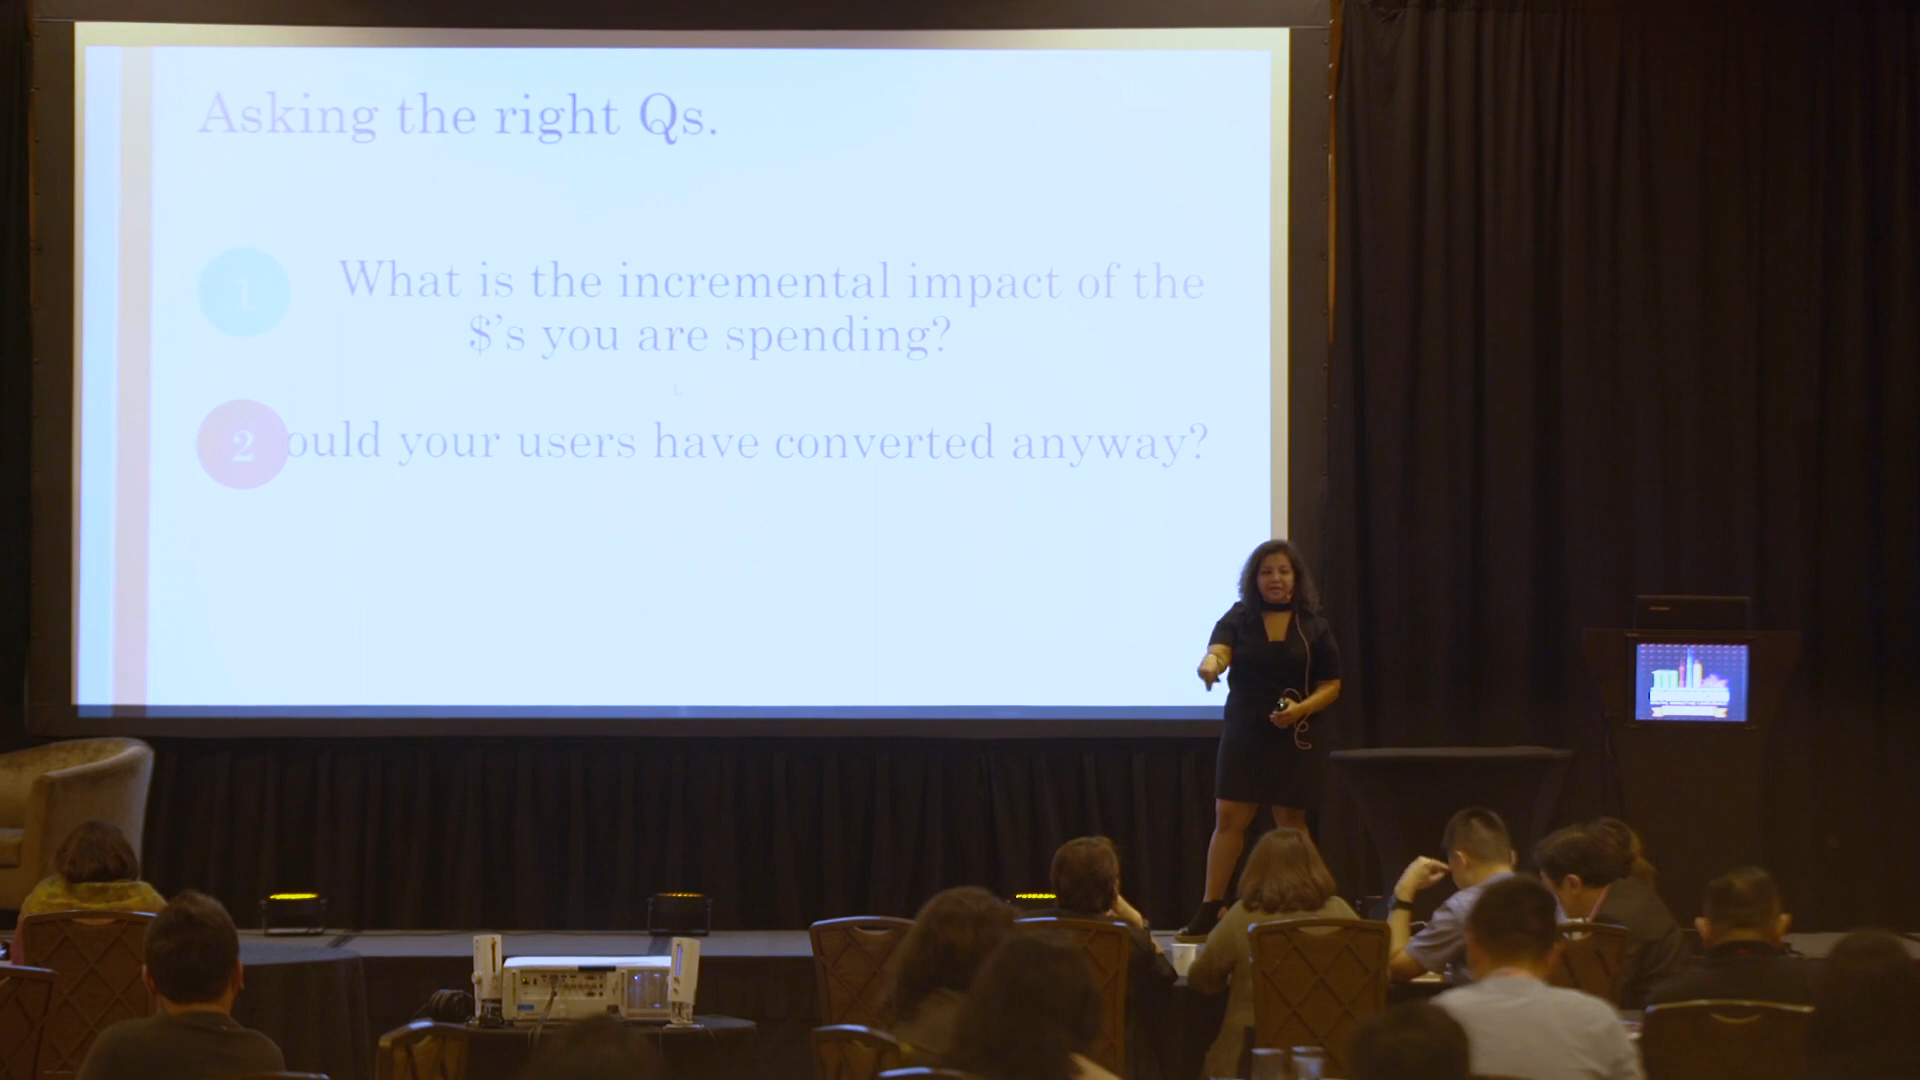 Asking the right Qs.
1
What is the incremental impact of the
$'s you are spending?
2
ould your users have converted anyway?